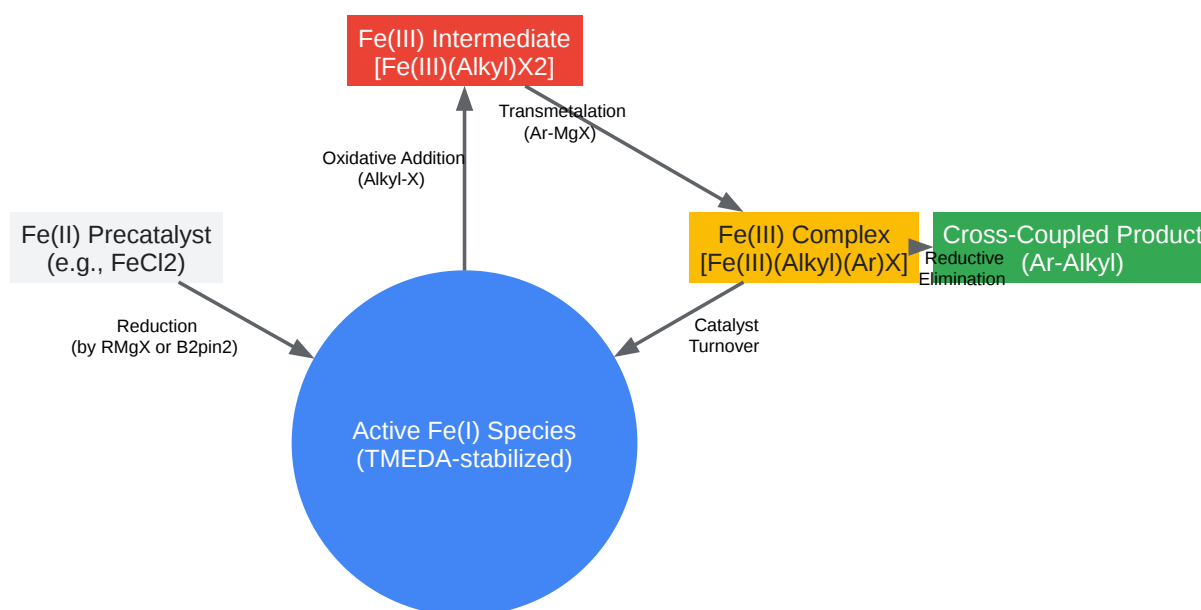 Fe(III) Intermediate
[Fe(III)(Alkyl)X2]
Transmetalation
(Ar-MgX)
Oxidative Addition
(Alkyl-X)
Fe(II) Precatalyst
(e.g., FeCl2)
Fe(III) Complex
[Fe(III)(Alkyl)(Ar)X]
Cross-Coupled Product
(Ar-Alkyl)
Reductive
Elimination
Reduction
(by RMgX or B2pin2)
Catalyst
Turnover
Active Fe(I) Species
(TMEDA-stabilized)